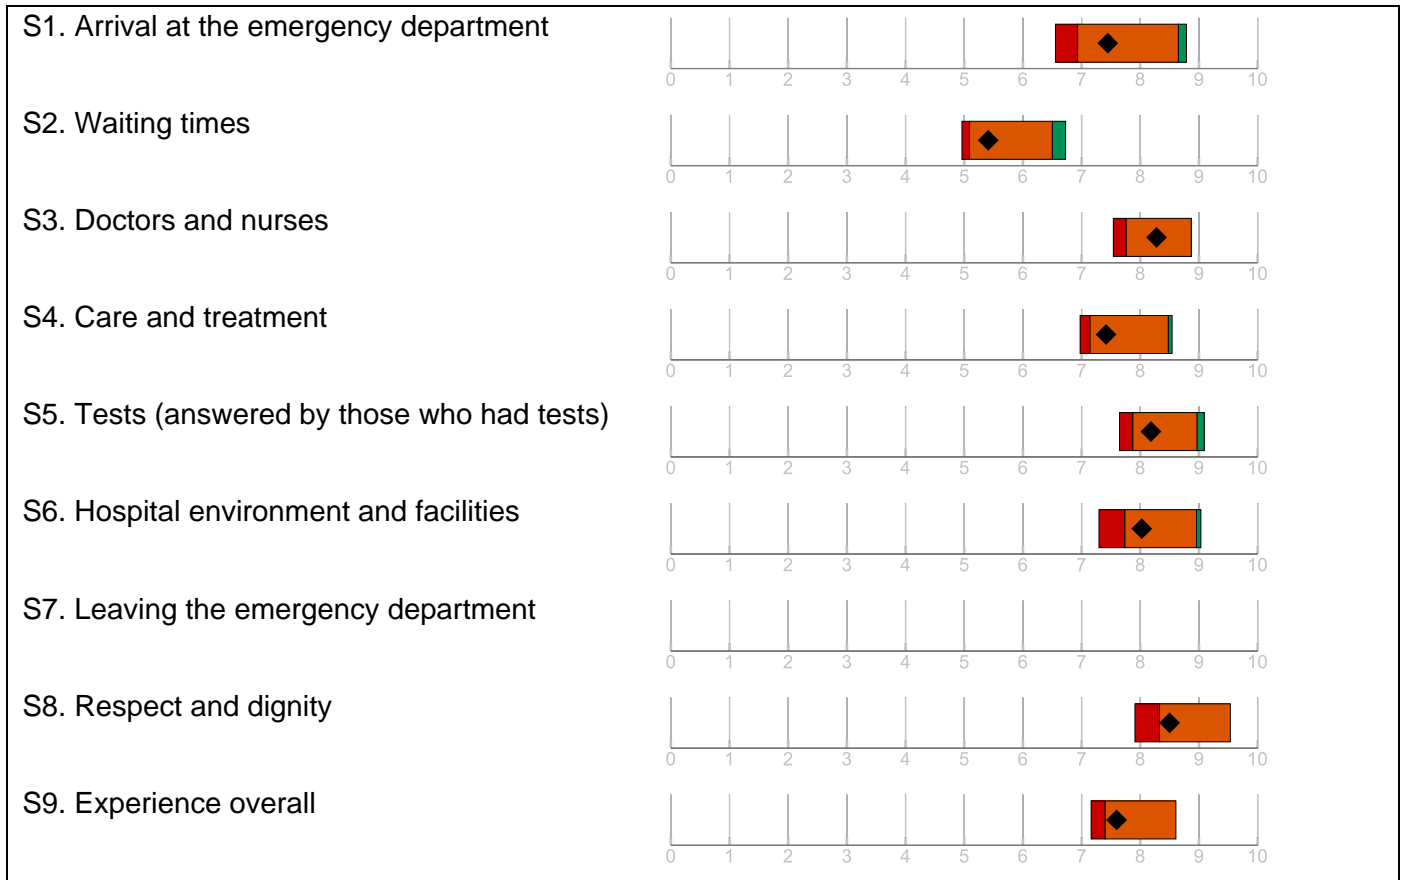 S1. Arrival at the emergency department
0 1 2 3 4 5 6 7 8 9 10
S2. Waiting times
0 1 2 3 4 5 6 7 8 9 10
S3. Doctors and nurses
0 1 2 3 4 5 6 7 8 9 10
S4. Care and treatment
0 1 2 3 4 5 6 7 8 9 10
S5. Tests (answered by those who had tests)
0 1 2 3 4 5 6 7 8 9 10
S6. Hospital environment and facilities
0 1 2 3 4 5 6 7 8 9 10
S7. Leaving the emergency department
0 1 2 3 4 5 6 7 8 9 10
S8. Respect and dignity
0 1 2 3 4 5 6 7 8 9 10
S9. Experience overall
0 1 2 3 4 5 6 7 8 9 10